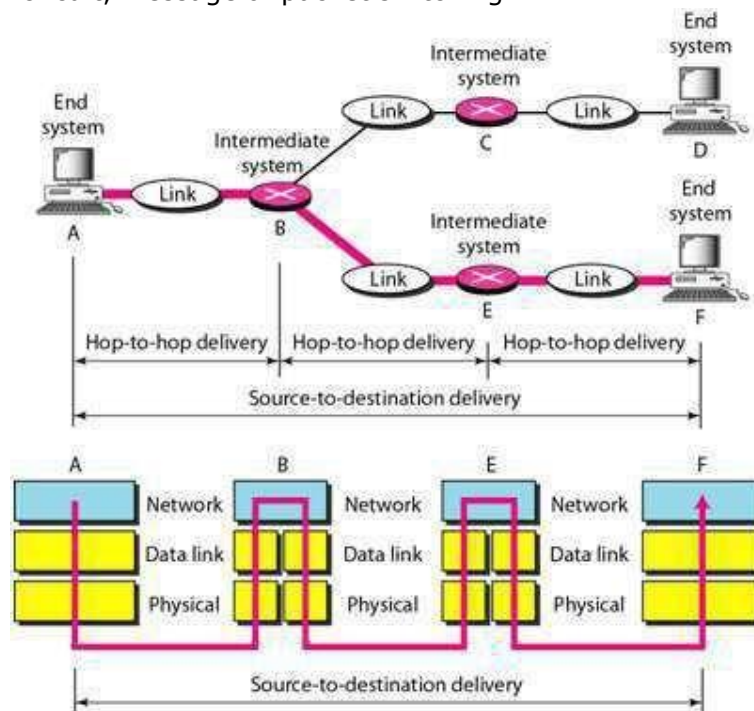 End
system
Intermediate
system
Link
Link
C
D
End
system
Intermediate
system
Link
A
B
End
system
Intermediate
system
Link
Link
E
F
Hop-to-hop delivery
Hop-to-hop delivery
Hop-to-hop delivery
Source-to-destination delivery
A
B
E
F
Network
Network
Network
Data link
Data link
Data link
Physical
Physical
Physical
Source-to-destination delivery